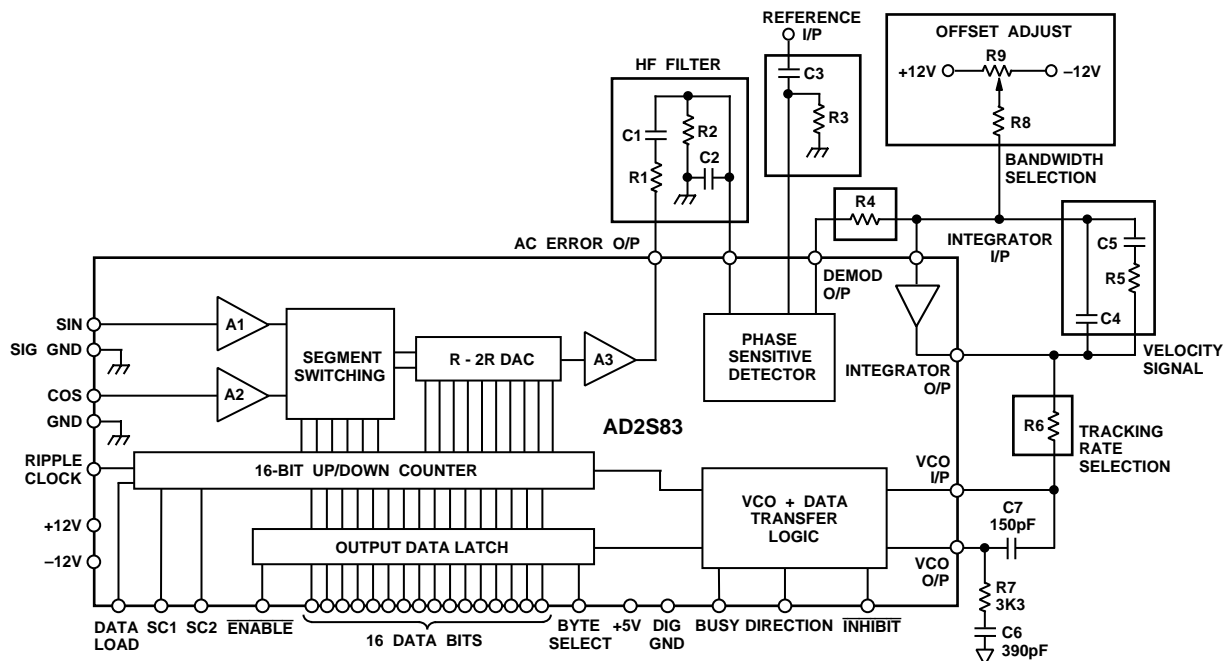 REFERENCE
I/P
OFFSET ADJUST
R9
+12V
–12V
R8
HF FILTER
C3
R3
C1
R2
C2
R1
BANDWIDTH
SELECTION
R4
C5
R5
C4
AC ERROR O/P
DEMOD
O/P
INTEGRATOR
I/P
SIN
A1
SIG GND
SEGMENT
SWITCHING
R - 2R DAC
A3
PHASE
SENSITIVE
DETECTOR
INTEGRATOR
O/P
VELOCITY
SIGNAL
COS
A2
GND
AD2S83
R6
TRACKING
RATE
SELECTION
RIPPLE
CLOCK
16-BIT UP/DOWN COUNTER
VCO
I/P
VCO + DATA
TRANSFER
LOGIC
C7
150pF
+12V
–12V
OUTPUT DATA LATCH
VCO
O/P
R7
3K3
C6
390pF
DATA
LOAD
SC1
SC2
ENABLE
16 DATA BITS
BYTE
SELECT
+5V
DIG
GND
BUSY
DIRECTION
INHIBIT